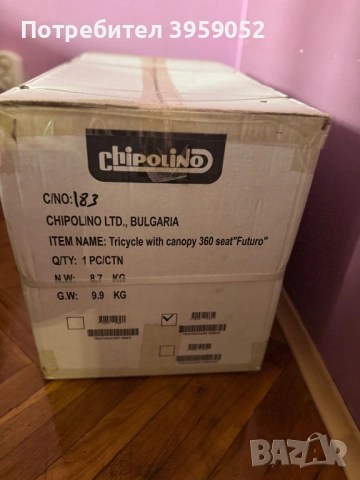 Потребител 3959052
chipolino
C/NO: 183
CHIPOLINO LTD., BULGARIA
ITEM NAME: Tricycle with canopy 360 seat"Futuro"
Q/TY: 1 PC/CTN
N.W: 8.7 KG
G.W: 9.9 KG
BAZAR